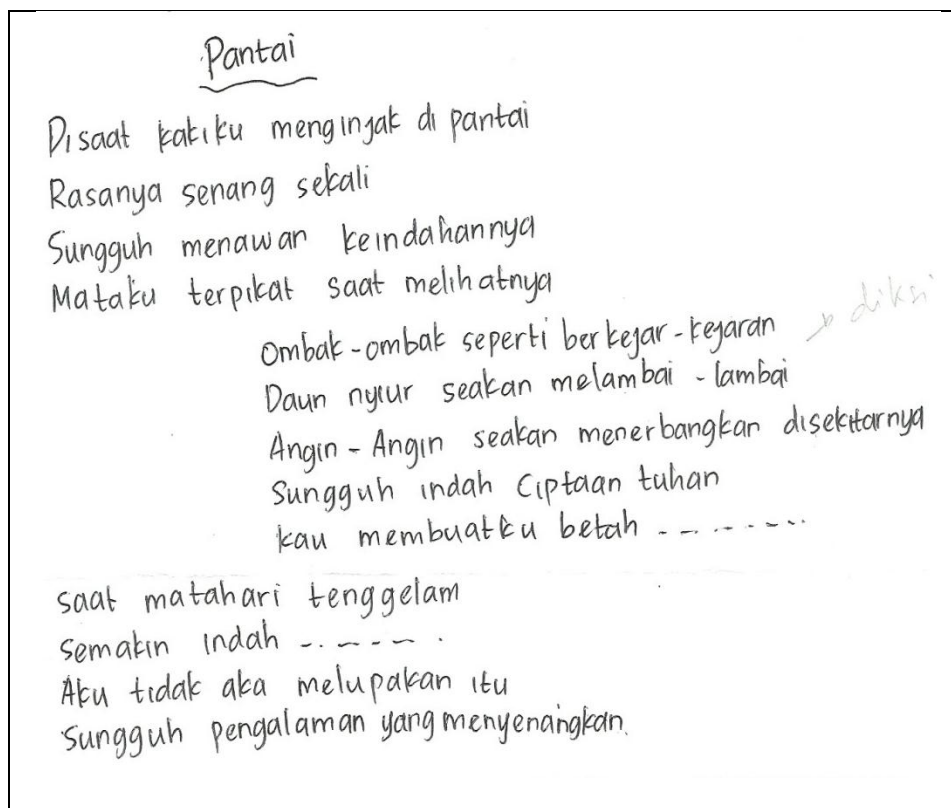 Pantai
Disaat kakiku menginjak di pantai
Rasanya senang sekali
Sungguh menawan keindahannya
Mataku terpikat saat melihatnya
Ombak-ombak seperti berkejar-kejaran → diksi
Daun nyiur seakan melambai - lambai
Angin - Angin seakan menerbangkan disekitarnya
Sungguh indah Ciptaan tuhan
kau membuatku betah .........
saat matahari tenggelam
semakin indah .......
Aku tidak aka melupakan itu
Sungguh pengalaman yang menyenangkan.